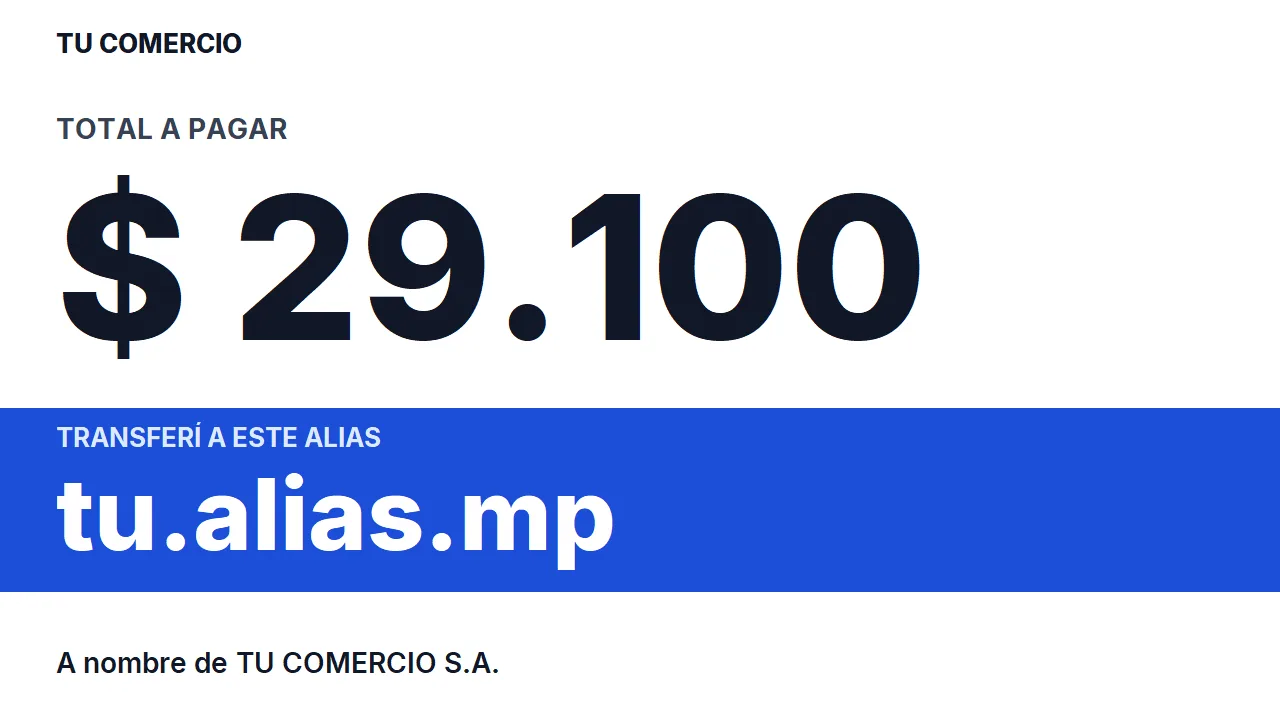 TU COMERCIO
TOTAL A PAGAR
$ 29.100
TRANSFERÍ A ESTE ALIAS
tu.alias.mp
A nombre de TU COMERCIO S.A.